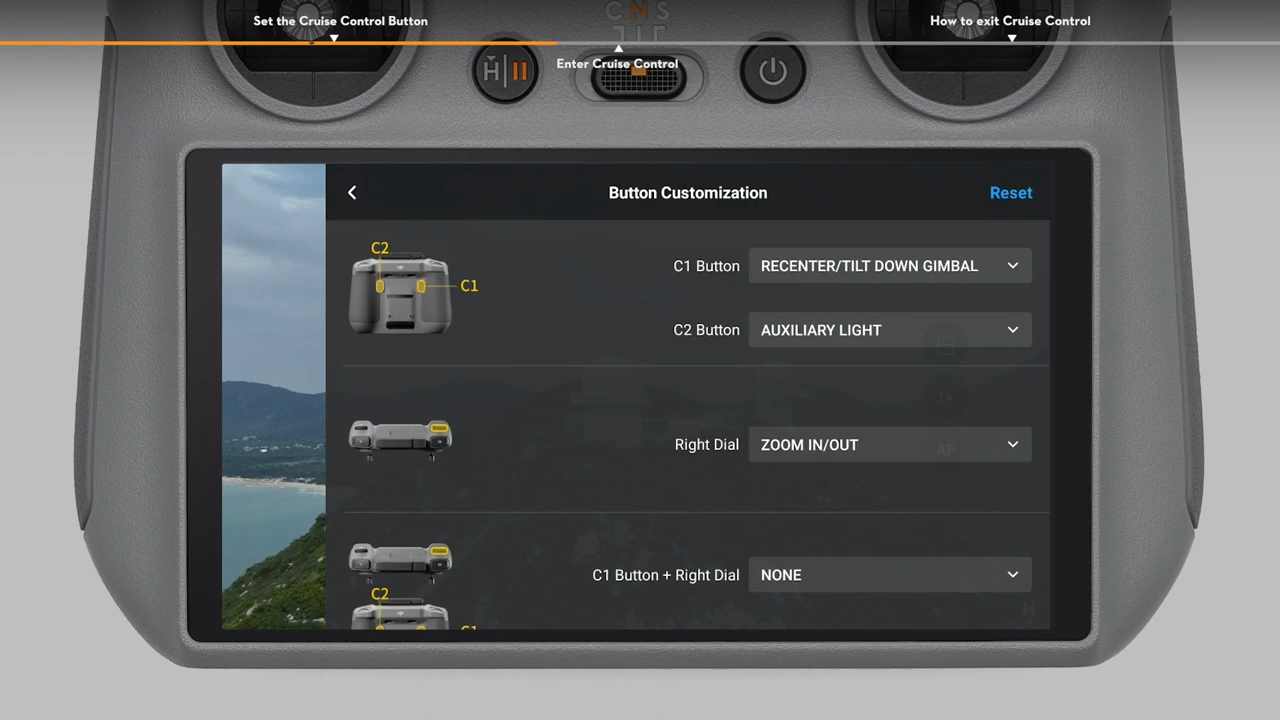 Set the Cruise Control Button
How to exit Cruise Control
C N S
Enter Cruise Control
H
Button Customization
Reset
C2
C1
C1 Button
RECENTER/TILT DOWN GIMBAL
C2 Button
AUXILIARY LIGHT
AF
Right Dial
ZOOM IN/OUT
C1 Button + Right Dial
NONE
C2
C1